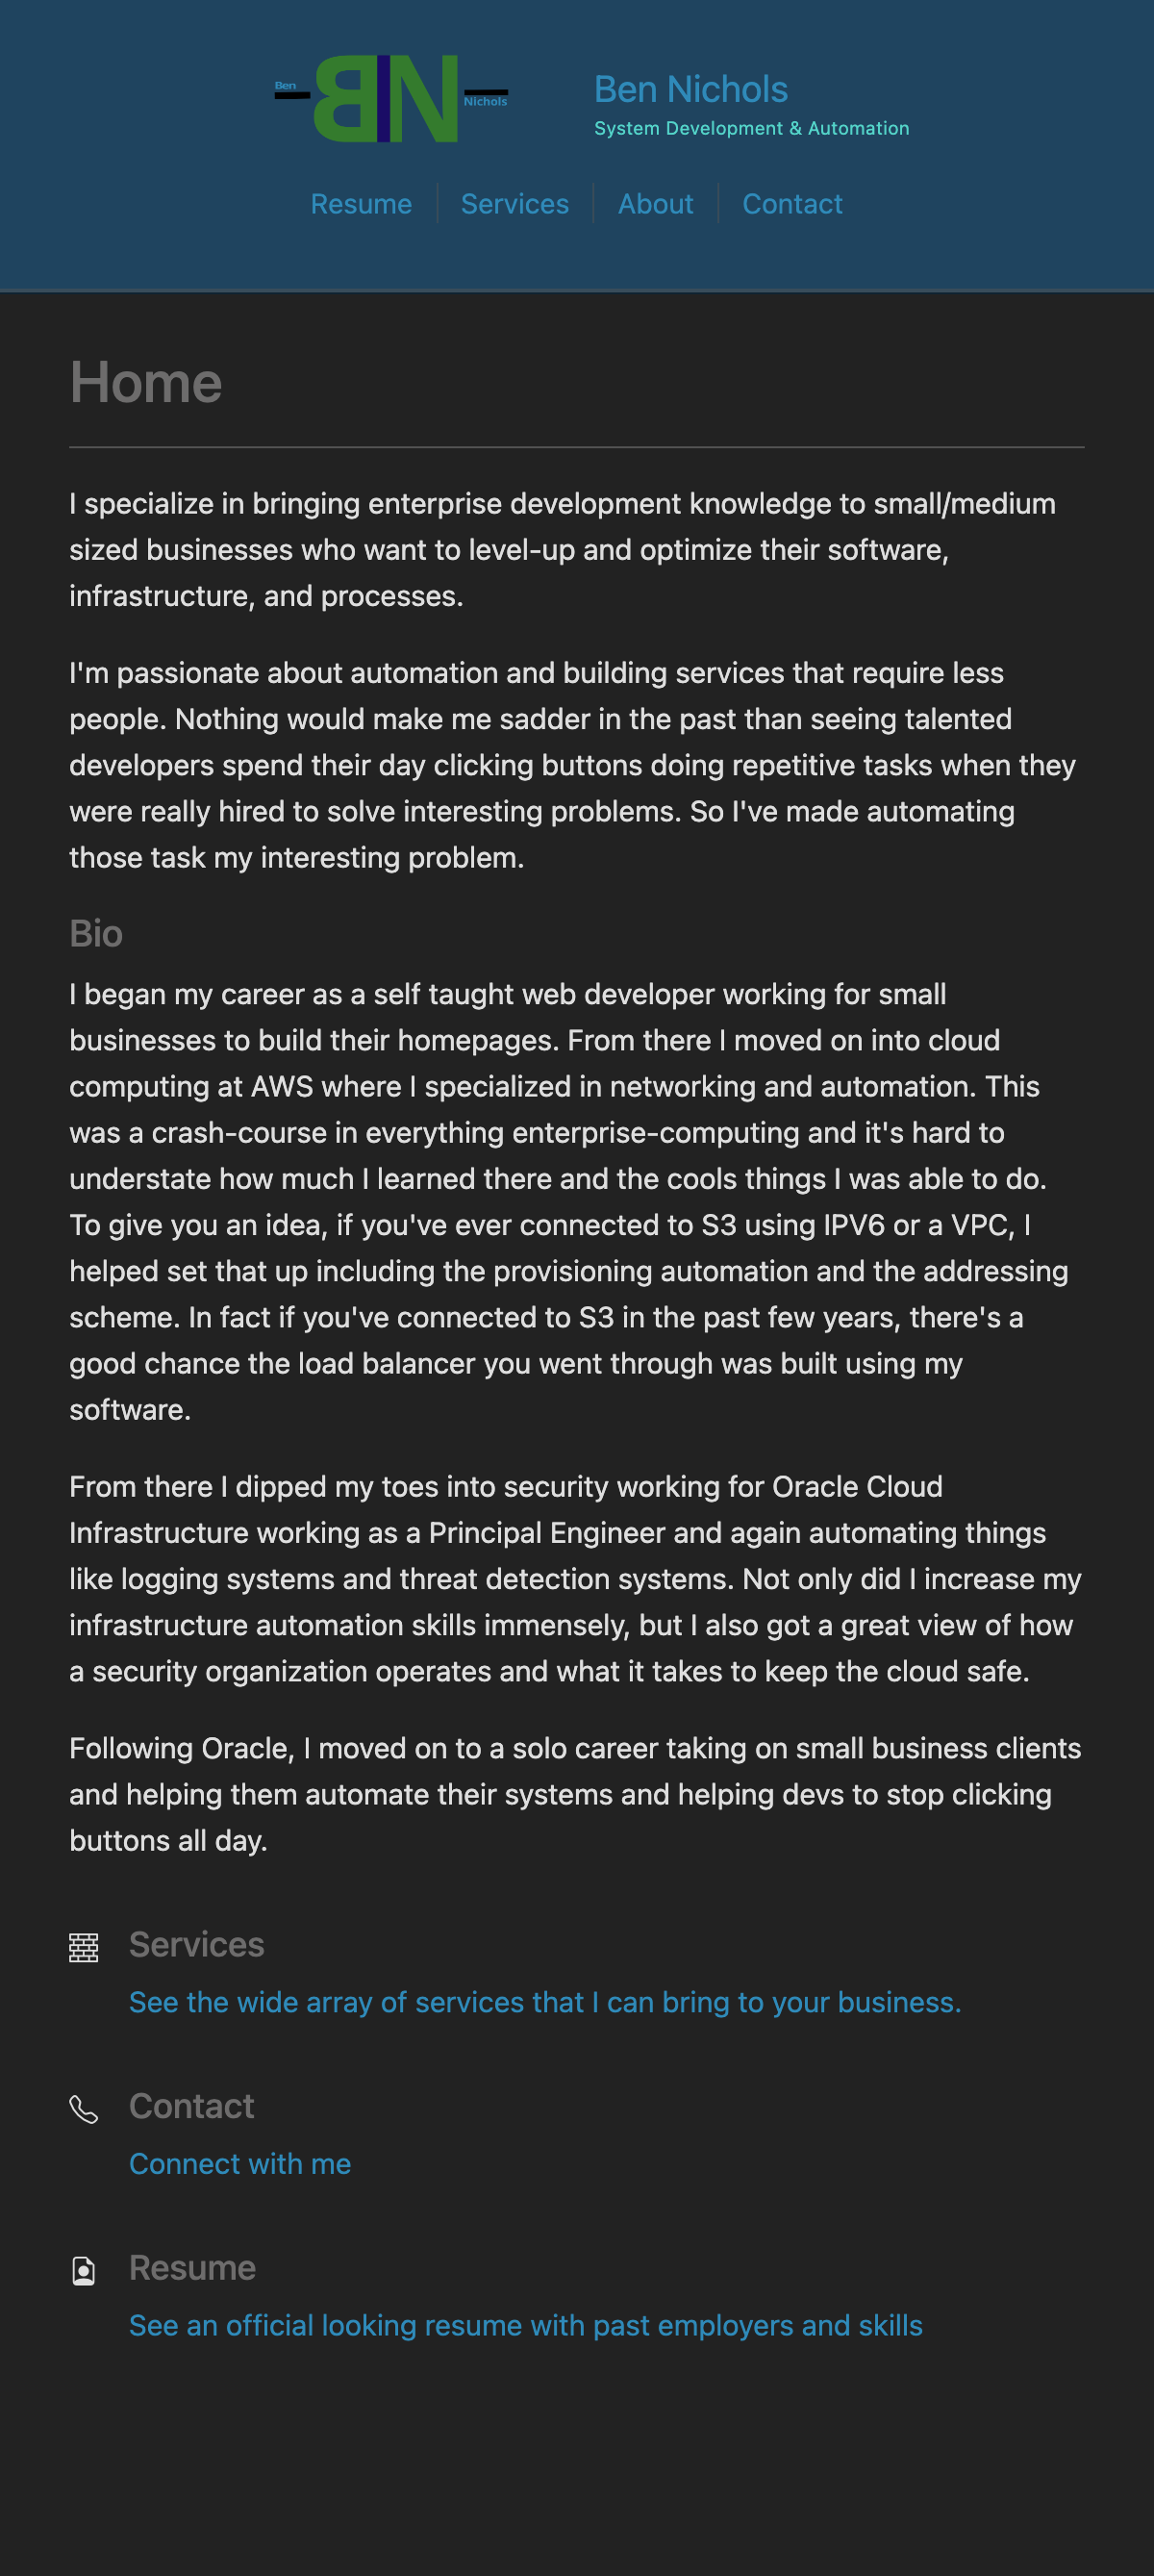 Ben
BN
Nichols
Ben Nichols
System Development & Automation
Resume
Services
About
Contact
Home
I specialize in bringing enterprise development knowledge to small/medium
sized businesses who want to level-up and optimize their software,
infrastructure, and processes.
I'm passionate about automation and building services that require less
people. Nothing would make me sadder in the past than seeing talented
developers spend their day clicking buttons doing repetitive tasks when they
were really hired to solve interesting problems. So I've made automating
those task my interesting problem.
Bio
I began my career as a self taught web developer working for small
businesses to build their homepages. From there I moved on into cloud
computing at AWS where I specialized in networking and automation. This
was a crash-course in everything enterprise-computing and it's hard to
understate how much I learned there and the cools things I was able to do.
To give you an idea, if you've ever connected to S3 using IPV6 or a VPC, I
helped set that up including the provisioning automation and the addressing
scheme. In fact if you've connected to S3 in the past few years, there's a
good chance the load balancer you went through was built using my
software.
From there I dipped my toes into security working for Oracle Cloud
Infrastructure working as a Principal Engineer and again automating things
like logging systems and threat detection systems. Not only did I increase my
infrastructure automation skills immensely, but I also got a great view of how
a security organization operates and what it takes to keep the cloud safe.
Following Oracle, I moved on to a solo career taking on small business clients
and helping them automate their systems and helping devs to stop clicking
buttons all day.
Services
See the wide array of services that I can bring to your business.
Contact
Connect with me
Resume
See an official looking resume with past employers and skills